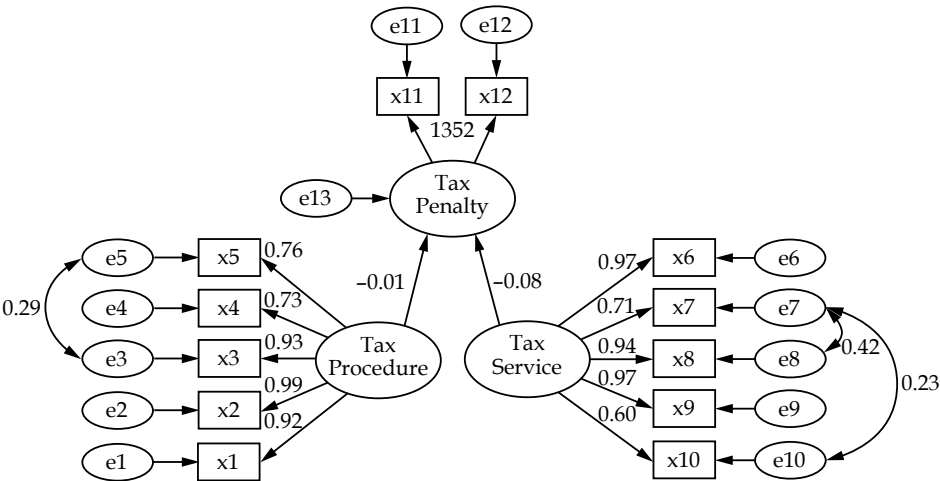 e11
e12
x11
x12
1352
Tax
Penalty
e13
−0.01
−0.08
e5
x5
0.76
e4
x4
0.73
0.29
e3
x3
0.93
e2
x2
0.99
e1
x1
0.92
Tax
Procedure
Tax
Service
0.97
x6
e6
0.71
x7
e7
0.94
x8
e8
0.42
0.97
x9
e9
0.23
0.60
x10
e10